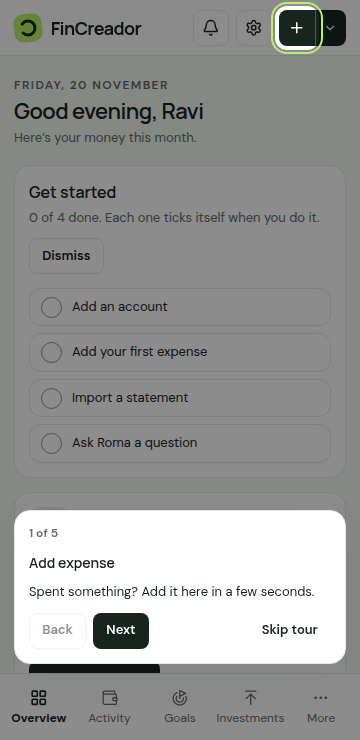 FinCreador
FRIDAY, 20 NOVEMBER
Good evening, Ravi
Here's your money this month.
Get started
0 of 4 done. Each one ticks itself when you do it.
Dismiss
Add an account
Add your first expense
Import a statement
Ask Roma a question
1 of 5
Add expense
Spent something? Add it here in a few seconds.
Back Next Skip tour
Overview Activity Goals Investments More